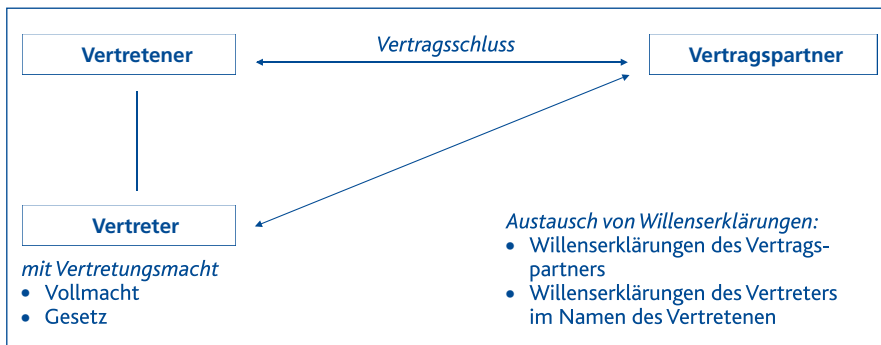 Vertragsschluss
Vertretener
Vertragspartner
Vertreter
mit Vertretungsmacht
• Vollmacht
• Gesetz
Austausch von Willenserklärungen:
• Willenserklärungen des Vertrags-
partners
• Willenserklärungen des Vertreters
im Namen des Vertretenen